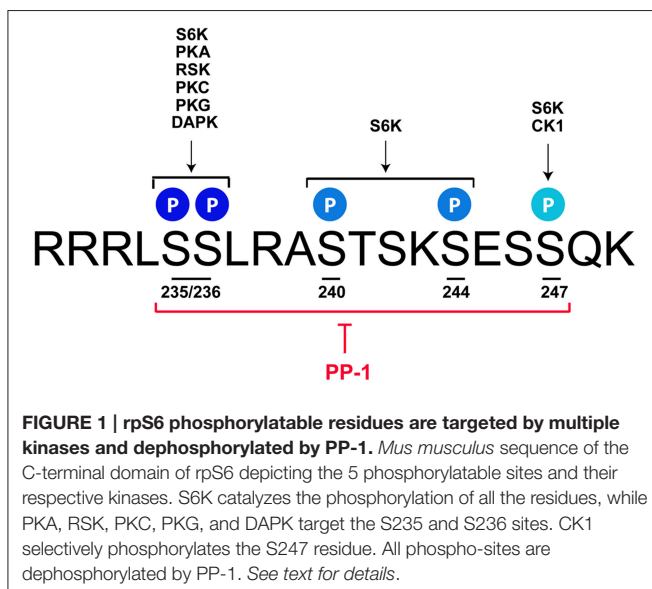 S6K
PKA
RSK
PKC
PKG
DAPK
S6K
S6K
CK1
P P P P P
RRRLSSLRASTSKSESSQK
235/236 240 244 247
PP-1
FIGURE 1 | rpS6 phosphorylatable residues are targeted by multiple
kinases and dephosphorylated by PP-1. Mus musculus sequence of the
C-terminal domain of rpS6 depicting the 5 phosphorylatable sites and their
respective kinases. S6K catalyzes the phosphorylation of all the residues, while
PKA, RSK, PKC, PKG, and DAPK target the S235 and S236 sites. CK1
selectively phosphorylates the S247 residue. All phospho-sites are
dephosphorylated by PP-1. See text for details.